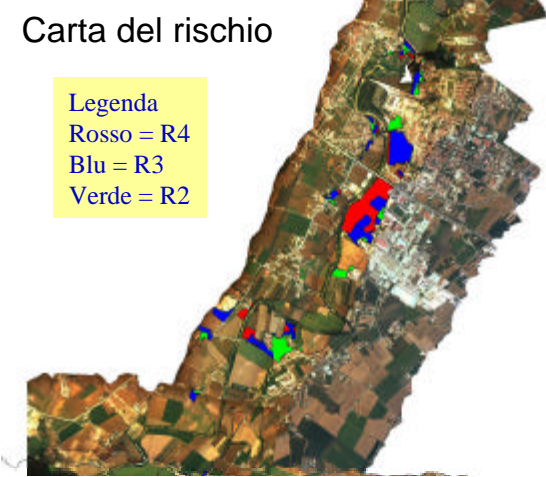 Carta del rischio
Legenda
Rosso = R4
Blu = R3
Verde = R2